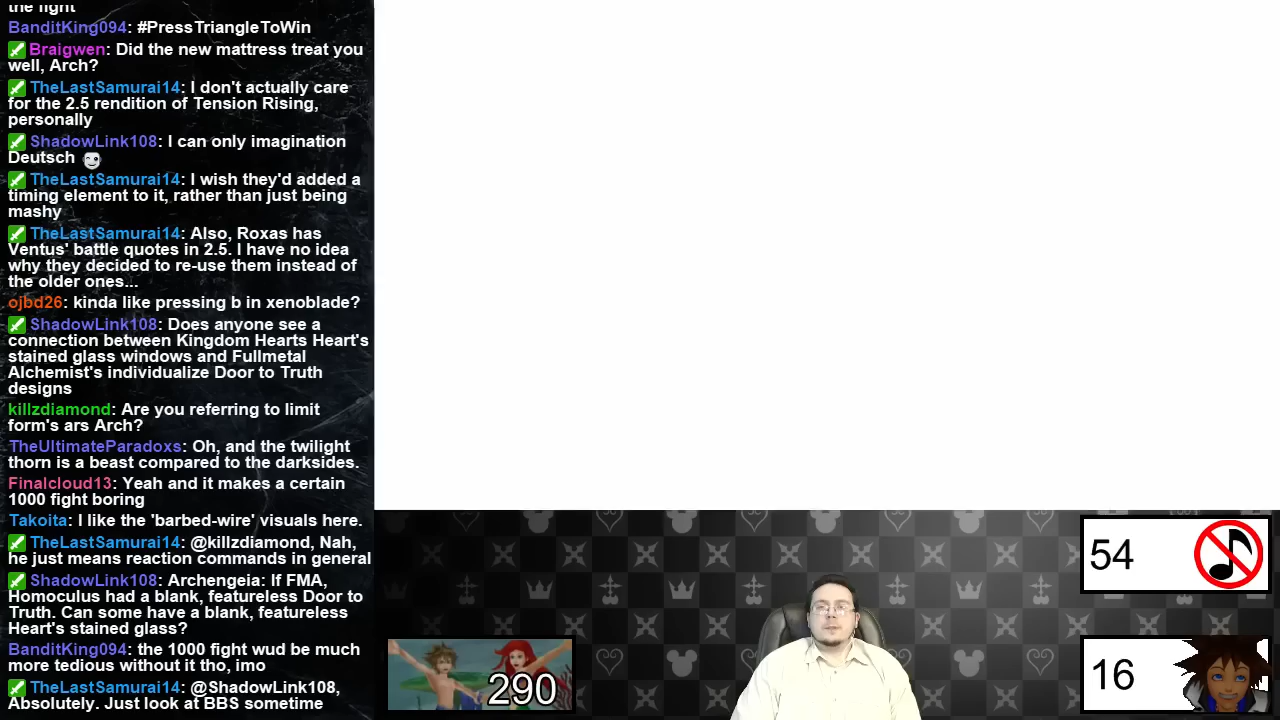 the fight
BanditKing094: #PressTriangleToWin
Braigwen: Did the new mattress treat you
well, Arch?
TheLastSamurai14: I don't actually care
for the 2.5 rendition of Tension Rising,
personally
ShadowLink108: I can only imagination
Deutsch
TheLastSamurai14: I wish they'd added a
timing element to it, rather than just being
mashy
TheLastSamurai14: Also, Roxas has
Ventus' battle quotes in 2.5. I have no idea
why they decided to re-use them instead of
the older ones...
ojbd26: kinda like pressing b in xenoblade?
ShadowLink108: Does anyone see a
connection between Kingdom Hearts Heart's
stained glass windows and Fullmetal
Alchemist's individualize Door to Truth
designs
killzdiamond: Are you referring to limit
form's ars Arch?
TheUltimateParadoxs: Oh, and the twilight
thorn is a beast compared to the darksides.
Finalcloud13: Yeah and it makes a certain
1000 fight boring
Takoita: I like the 'barbed-wire' visuals here.
TheLastSamurai14: @killzdiamond, Nah,
he just means reaction commands in general
ShadowLink108: Archengeia: If FMA,
Homoculus had a blank, featureless Door to
Truth. Can some have a blank, featureless
Heart's stained glass?
BanditKing094: the 1000 fight wud be much
more tedious without it tho, imo
TheLastSamurai14: @ShadowLink108,
Absolutely. Just look at BBS sometime
54
290
16